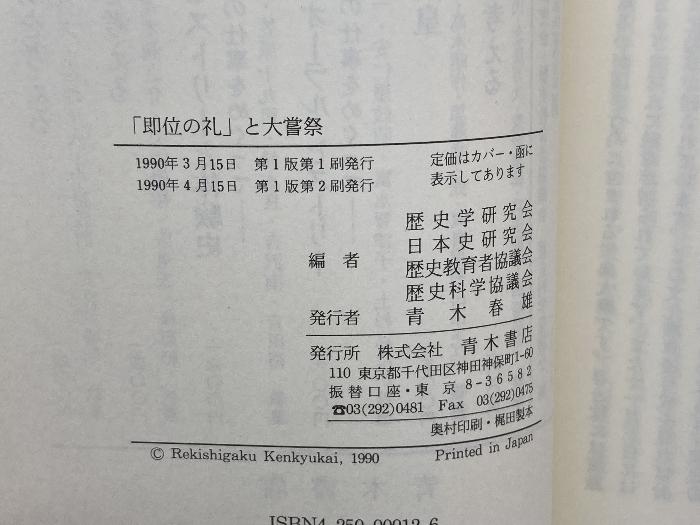 「即位の礼」と大嘗祭
1990年3月15日 第1版第1刷発行
1990年4月15日 第1版第2刷発行
定価はカバー・函に
表示してあります
編者
歴史学研究会
日本史研究会
歴史教育者協議会
歴史科学協議会
発行者 青木春雄
発行所 株式会社 青木書店
110 東京都千代田区神田神保町1-60
振替口座・東京 8-36582
☎03(292)0481 Fax 03(292)0475
奥村印刷・梶田製本
© Rekishigaku Kenkyukai, 1990 Printed in Japan
ISBN4-250-90012-6